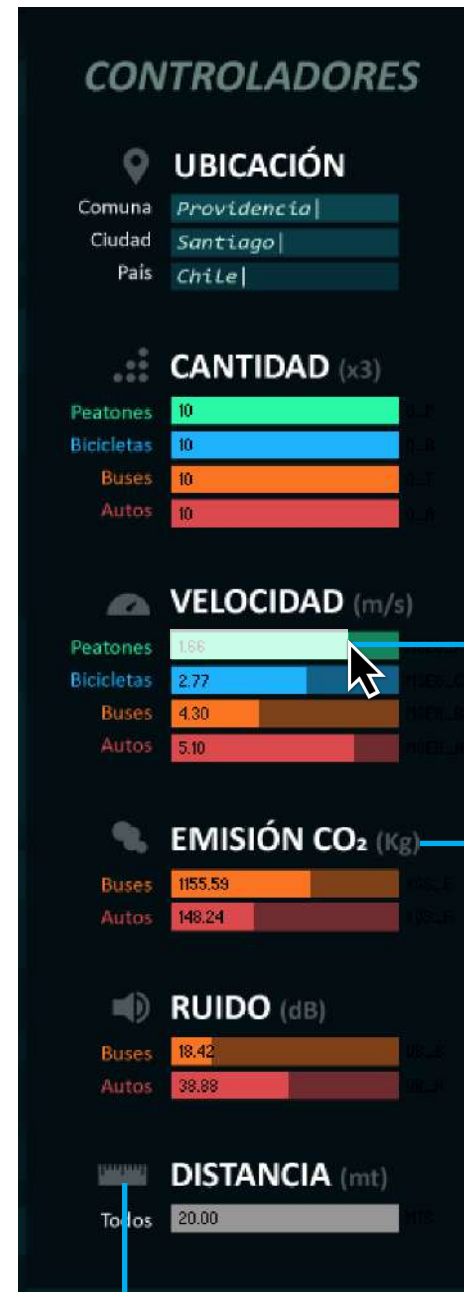 CONTROLADORES
UBICACIÓN
Comuna Providencia|
Ciudad Santiago|
País Chile|
CANTIDAD (x3)
Peatones 10
Bicicletas 10
Buses 10
Autos 10
VELOCIDAD (m/s)
Peatones 1.66
Bicicletas 2.77
Buses 4.30
Autos 5.10
EMISIÓN CO₂ (Kg)
Buses 1155.59
Autos 148.24
RUIDO (dB)
Buses 18.42
Autos 38.88
DISTANCIA (mt)
Todos 20.00